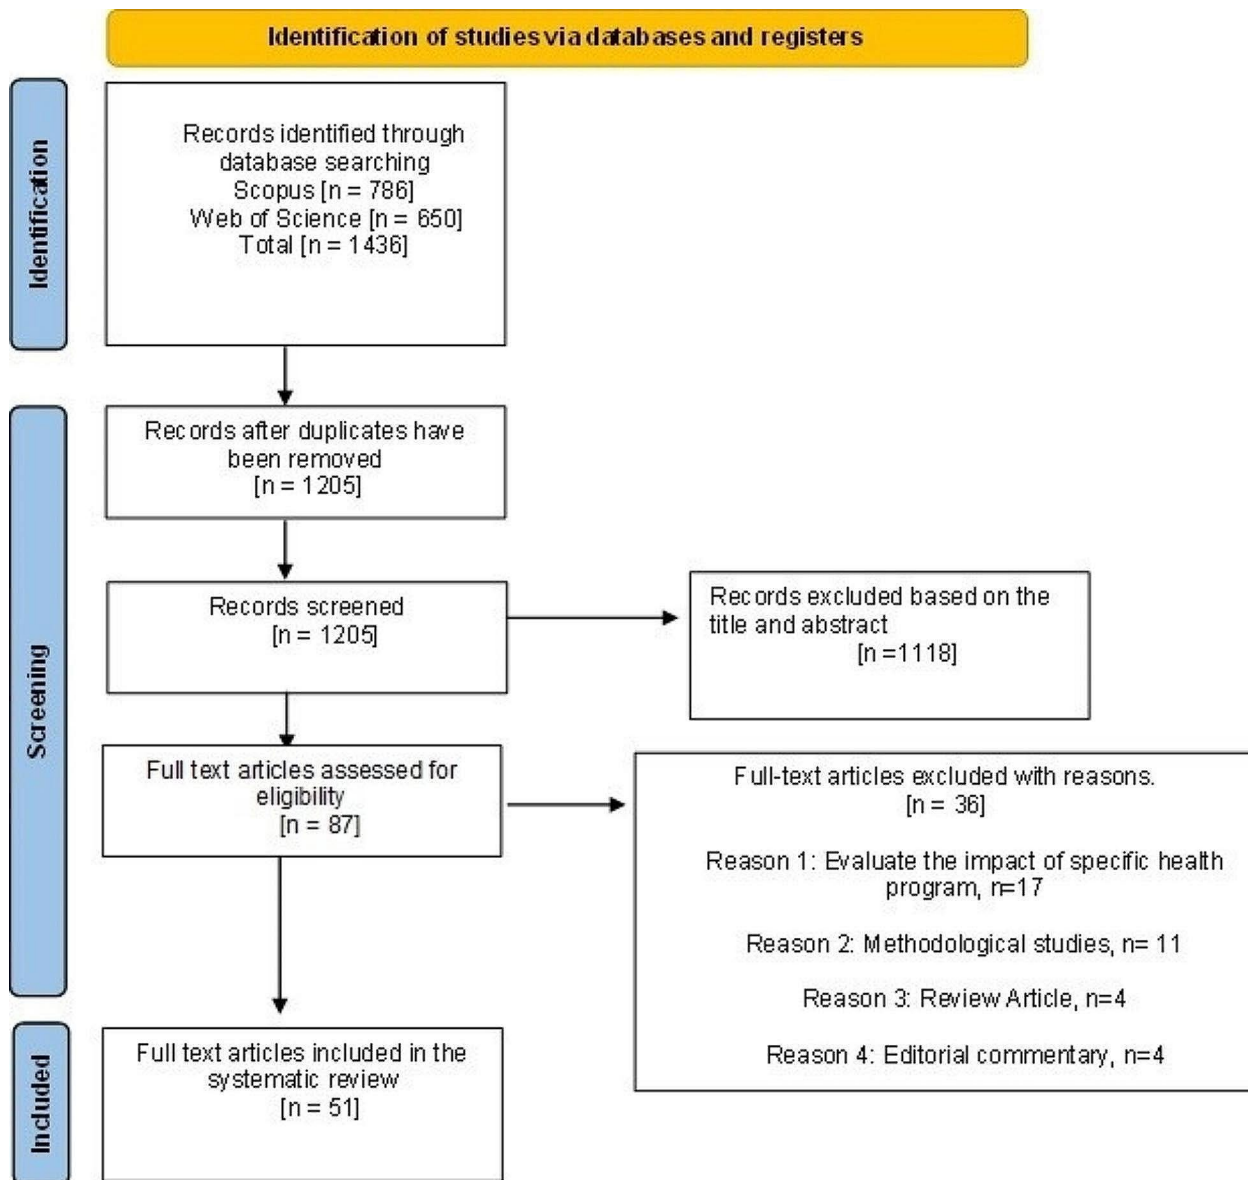 Identification of studies via databases and registers
Identification
Records identified through
database searching
Scopus [n = 786]
Web of Science [n = 650]
Total [n = 1436]
Screening
Records after duplicates have
been removed
[n = 1205]
Records screened
[n = 1205]
Records excluded based on the
title and abstract
[n =1118]
Full text articles assessed for
eligibility
[n = 87]
Full-text articles excluded with reasons.
[n = 36]
Reason 1: Evaluate the impact of specific health
program, n=17
Reason 2: Methodological studies, n= 11
Reason 3: Review Article, n=4
Reason 4: Editorial commentary, n=4
Included
Full text articles included in the
systematic review
[n = 51]